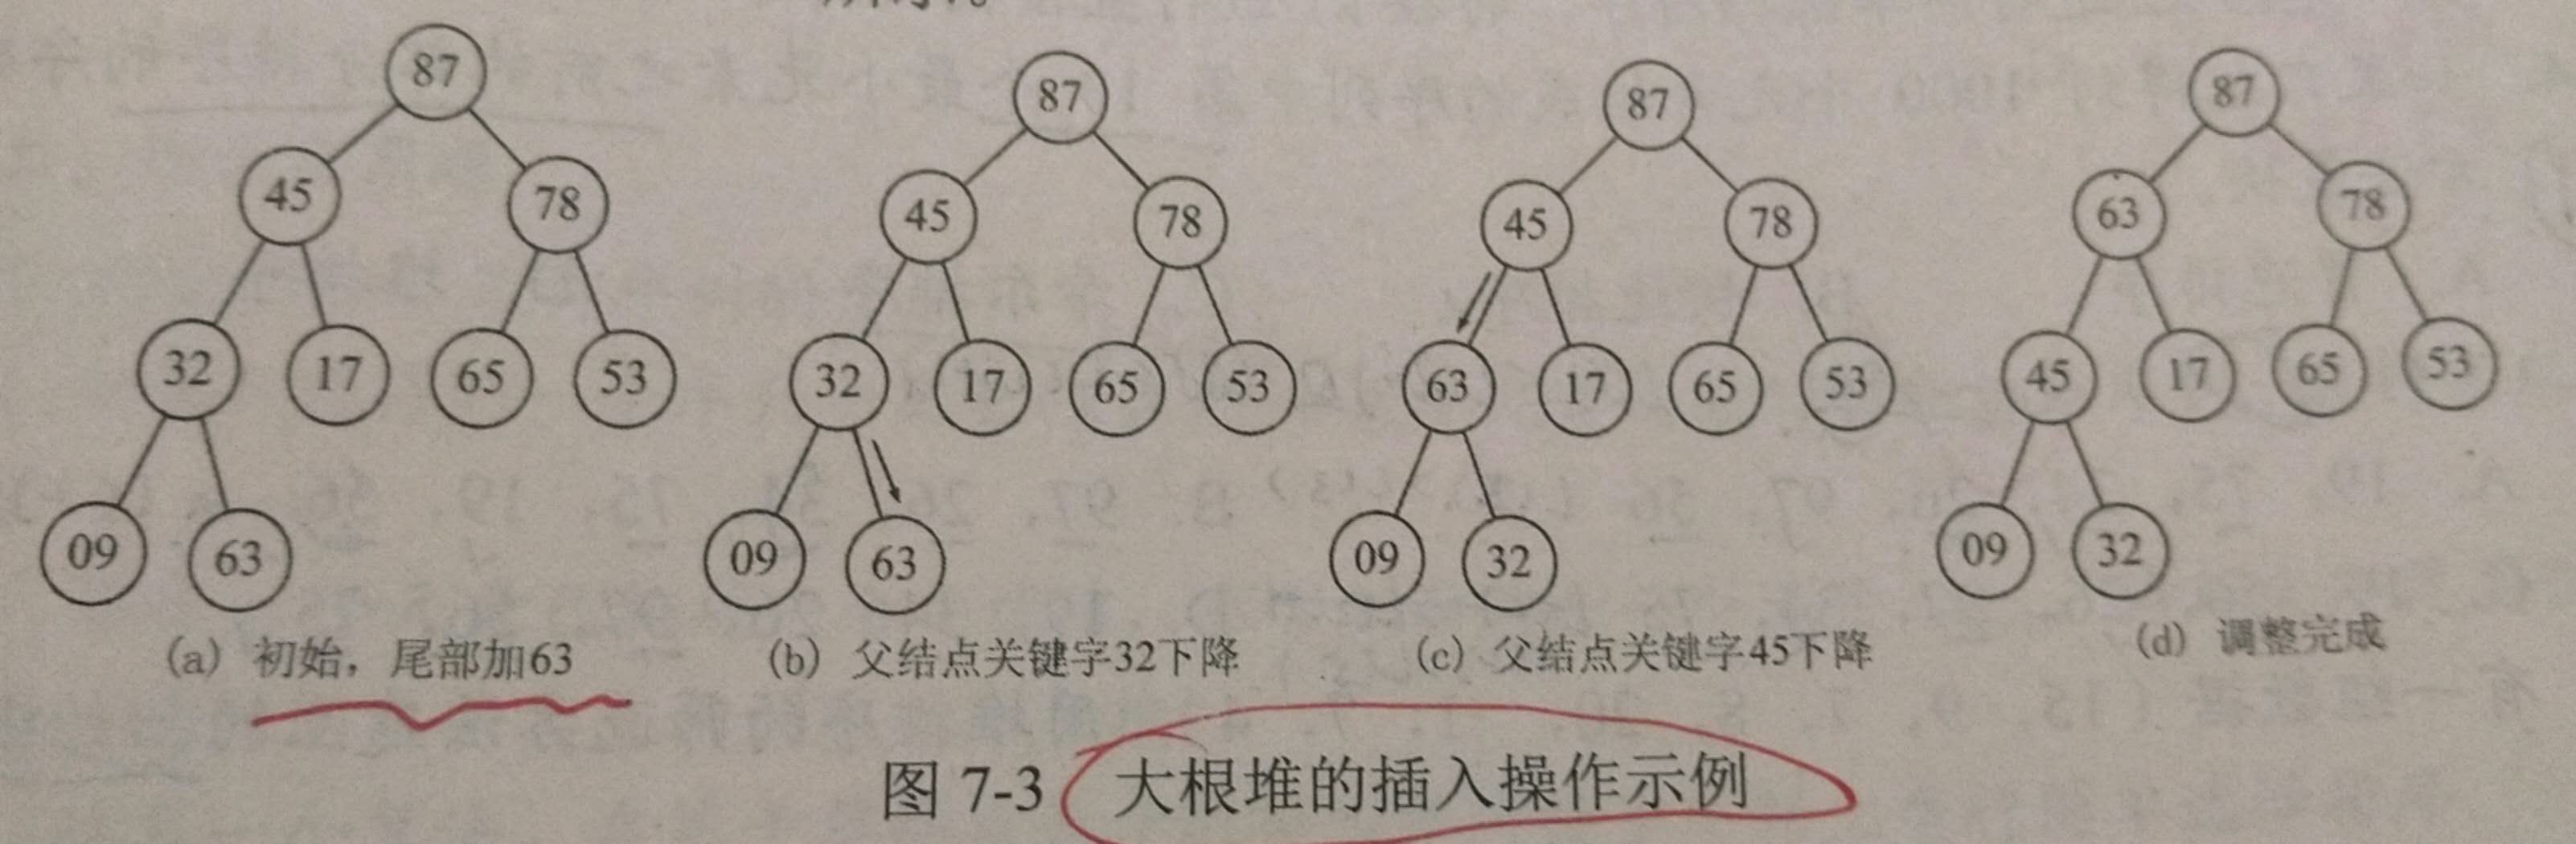 87 87 87 87
45 78 45 78 45 78 63 78
32 17 65 53 32 17 65 53 63 17 65 53 45 17 65 53
09 63 09 63 09 32 09 32
(a) 初始，尾部加63 (b) 父结点关键字32下降 (c) 父结点关键字45下降 (d) 调整完成
图 7-3 大根堆的插入操作示例